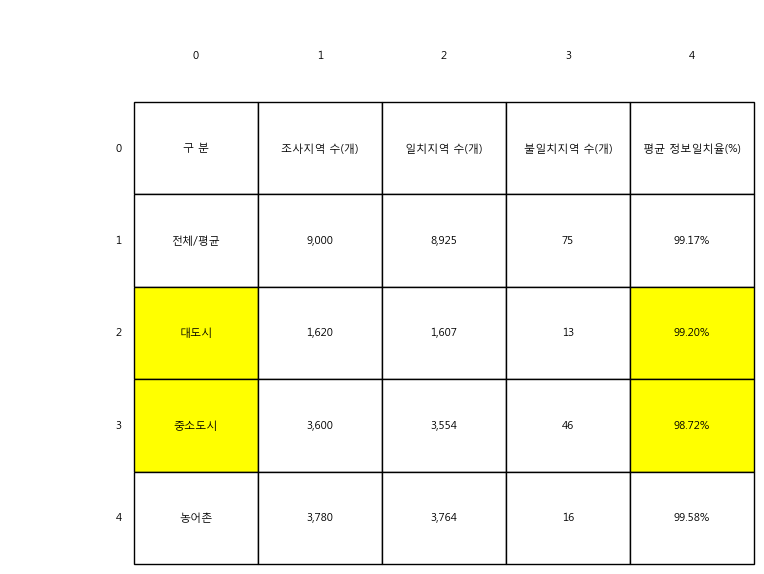 0 1 2 3 4
0 구 분 조사지역 수(개) 일치지역 수(개) 불일치지역 수(개) 평균 정보일치율(%)
1 전체/평균 9,000 8,925 75 99.17%
2 대도시 1,620 1,607 13 99.20%
3 중소도시 3,600 3,554 46 98.72%
4 농어촌 3,780 3,764 16 99.58%